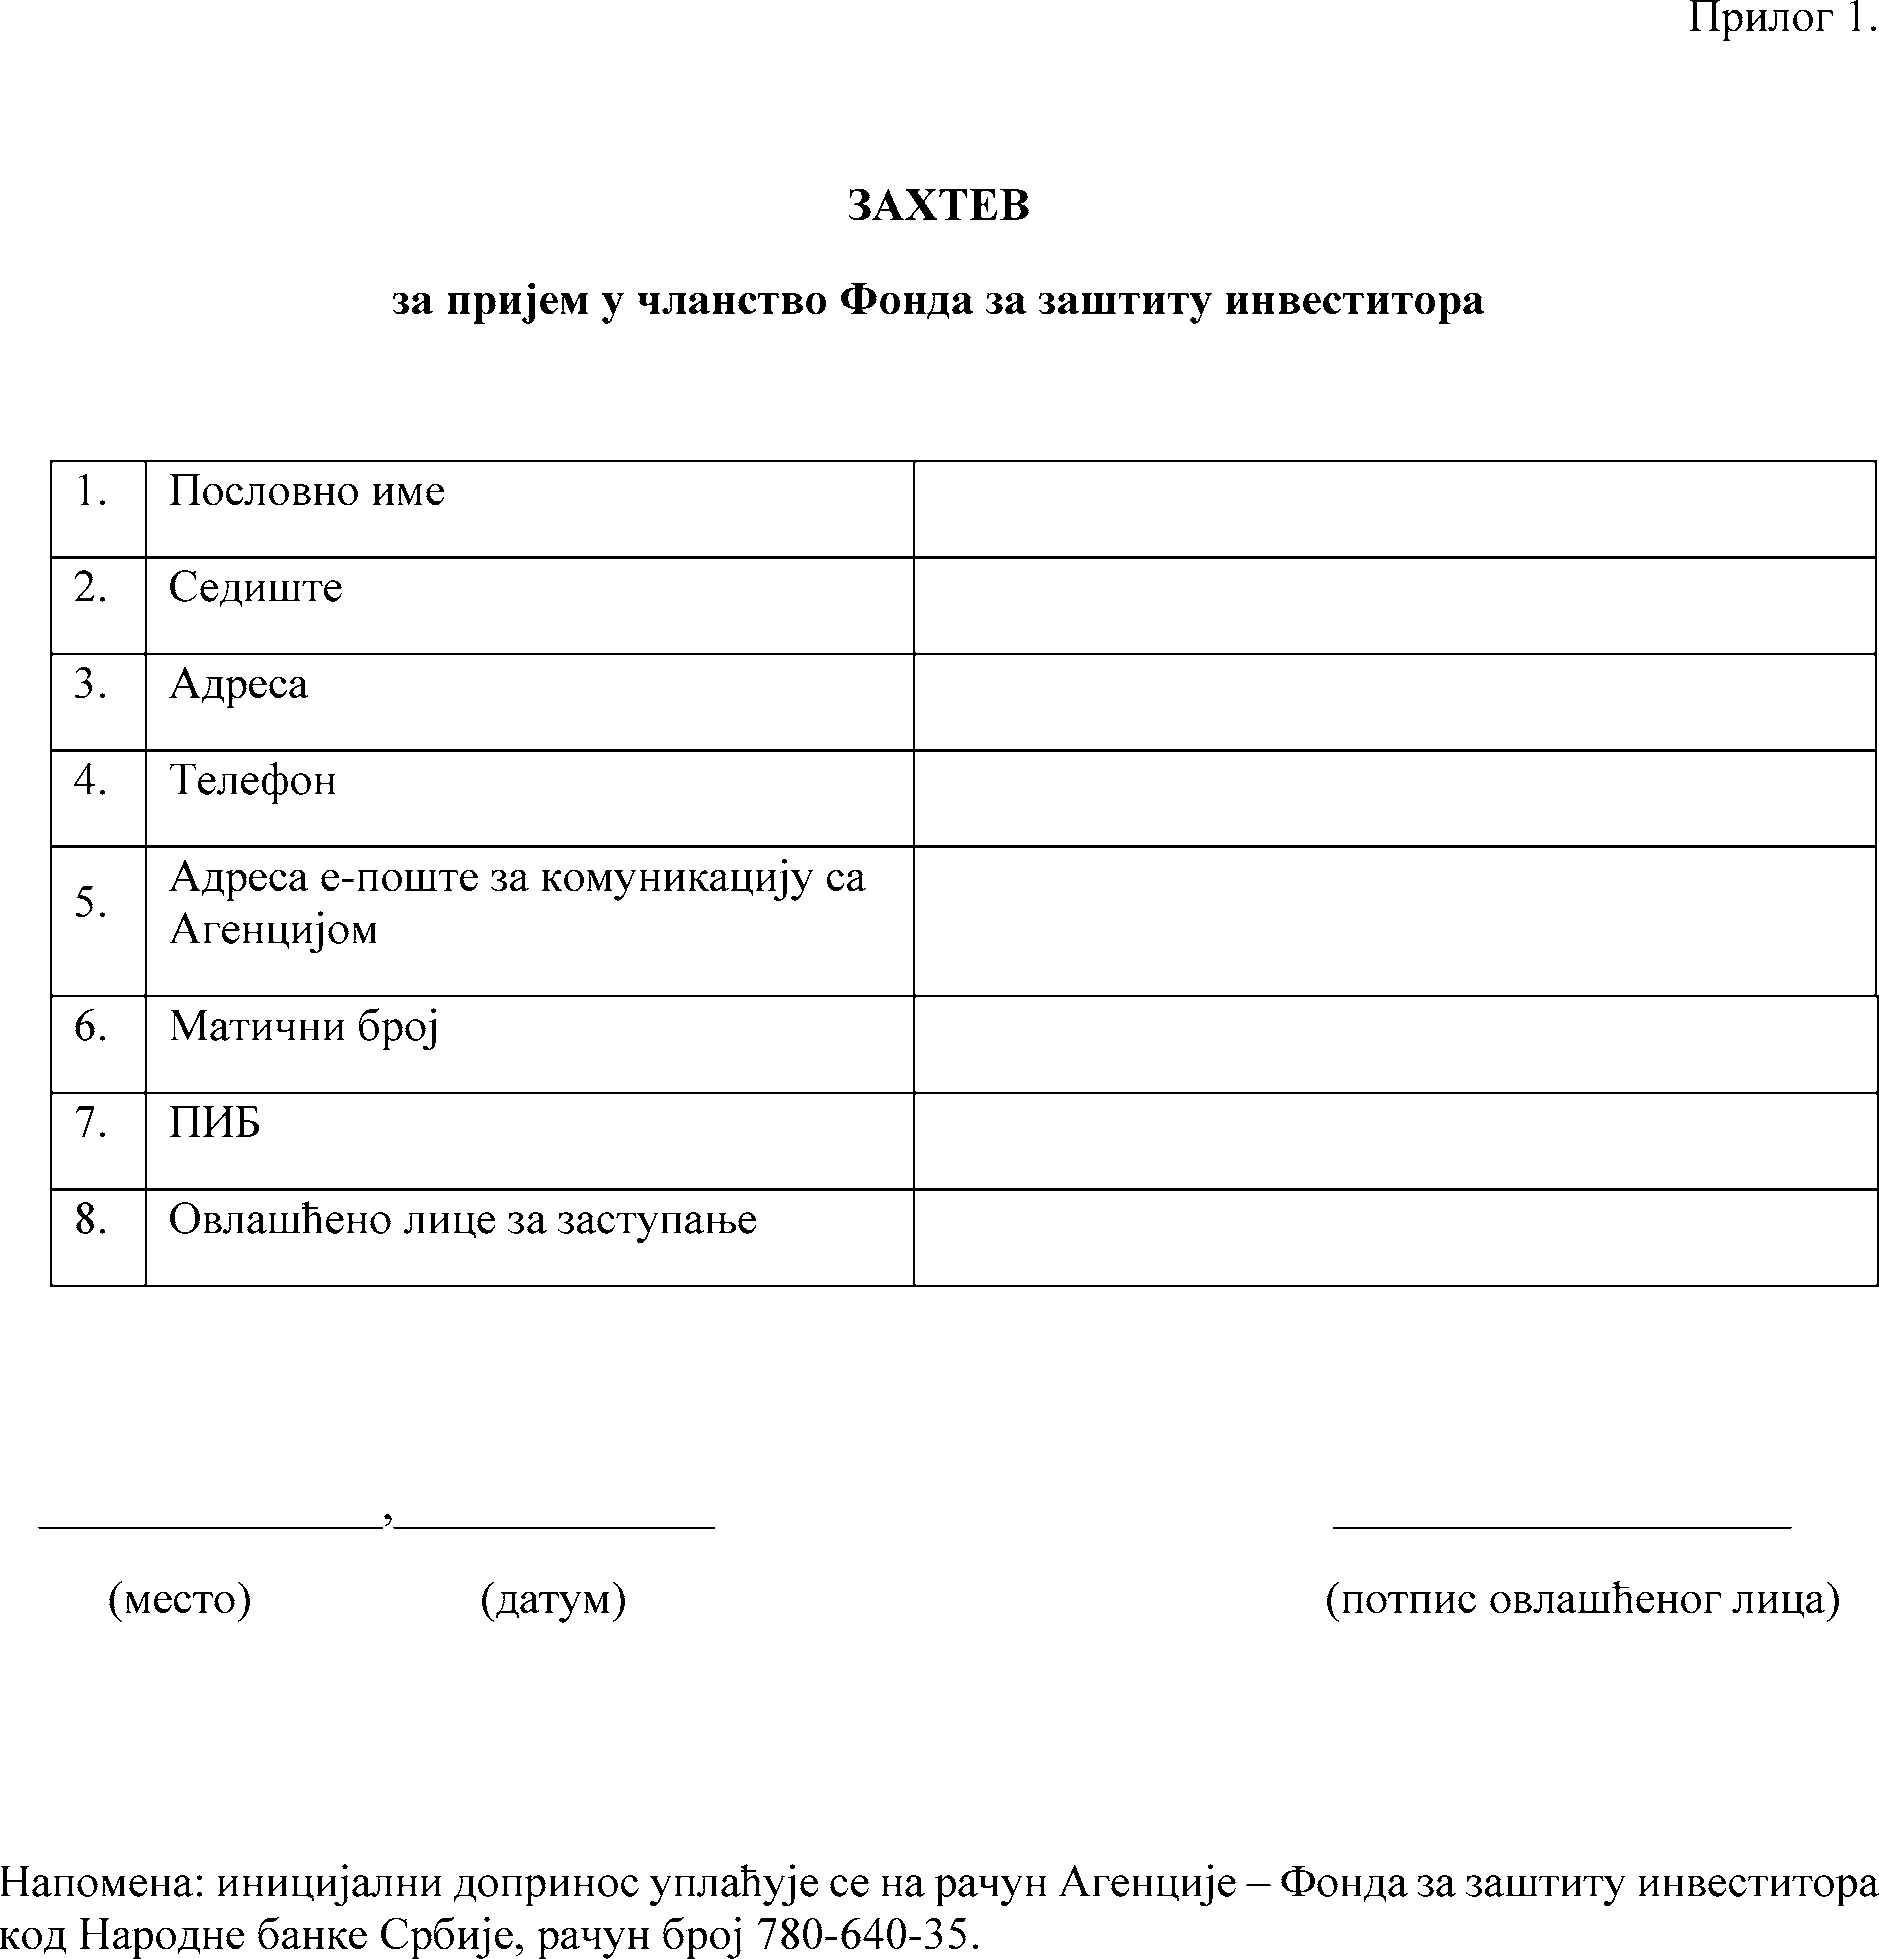 Прилог 1.
ЗАХТЕВ
за пријем у чланство Фонда за заштиту инвеститора
1. Пословно име
2. Седиште
3. Адреса
4. Телефон
5. Адреса е-поште за комуникацију са
Агенцијом
6. Матични број
7. ПИБ
8. Овлашћено лице за заступање
_______________,______________ ____________________
(место) (датум) (потпис овлашћеног лица)
Напомена: иницијални допринос уплаћује се на рачун Агенције – Фонда за заштиту инвеститора
код Народне банке Србије, рачун број 780-640-35.